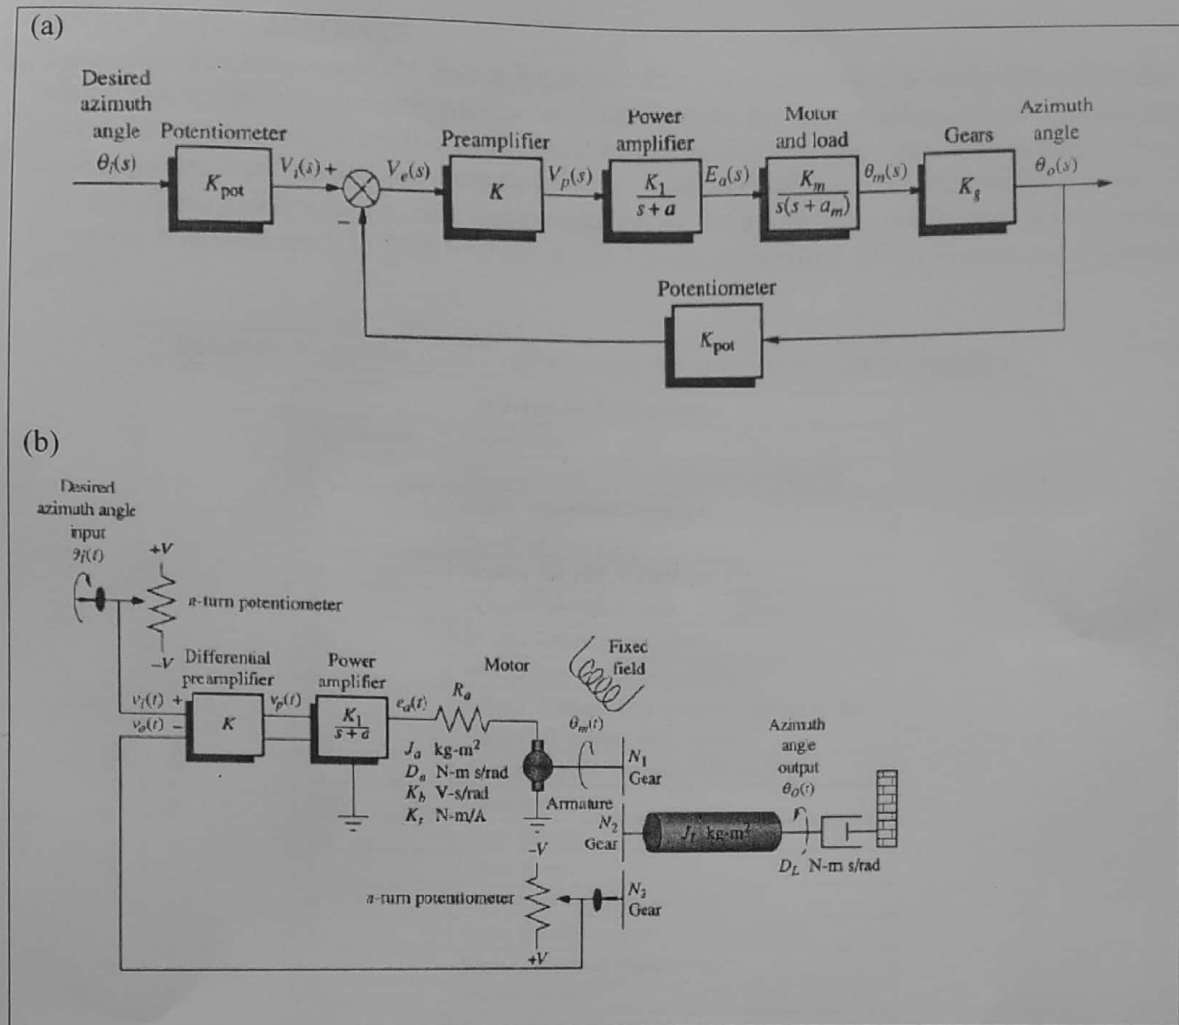 (a)
Desired
azimuth
angle
θi(s)
Potentiometer
Kpot
Vi(s) +
−
Ve(s)
Preamplifier
K
Vp(s)
Power
amplifier
K1
s + a
Ea(s)
Motor
and load
Km
s(s + am)
θm(s)
Gears
Kg
Azimuth
angle
θo(s)
Potentiometer
Kpot
(b)
Desired
azimuth angle
input
θi(t)
+V
n-turn potentiometer
−V
Differential
preamplifier
vi(t) +
vo(t) −
K
vp(t)
Power
amplifier
K1
s + a
ea(t)
Motor
Ra
Ja kg-m²
Da N-m s/rad
Kb V-s/rad
Kt N-m/A
Fixed
field
θm(t)
Armature
N1
Gear
N2
Gear
JL kg-m²
Azimuth
angle
output
θo(t)
DL N-m s/rad
−V
n-turn potentiometer
+V
N2
Gear